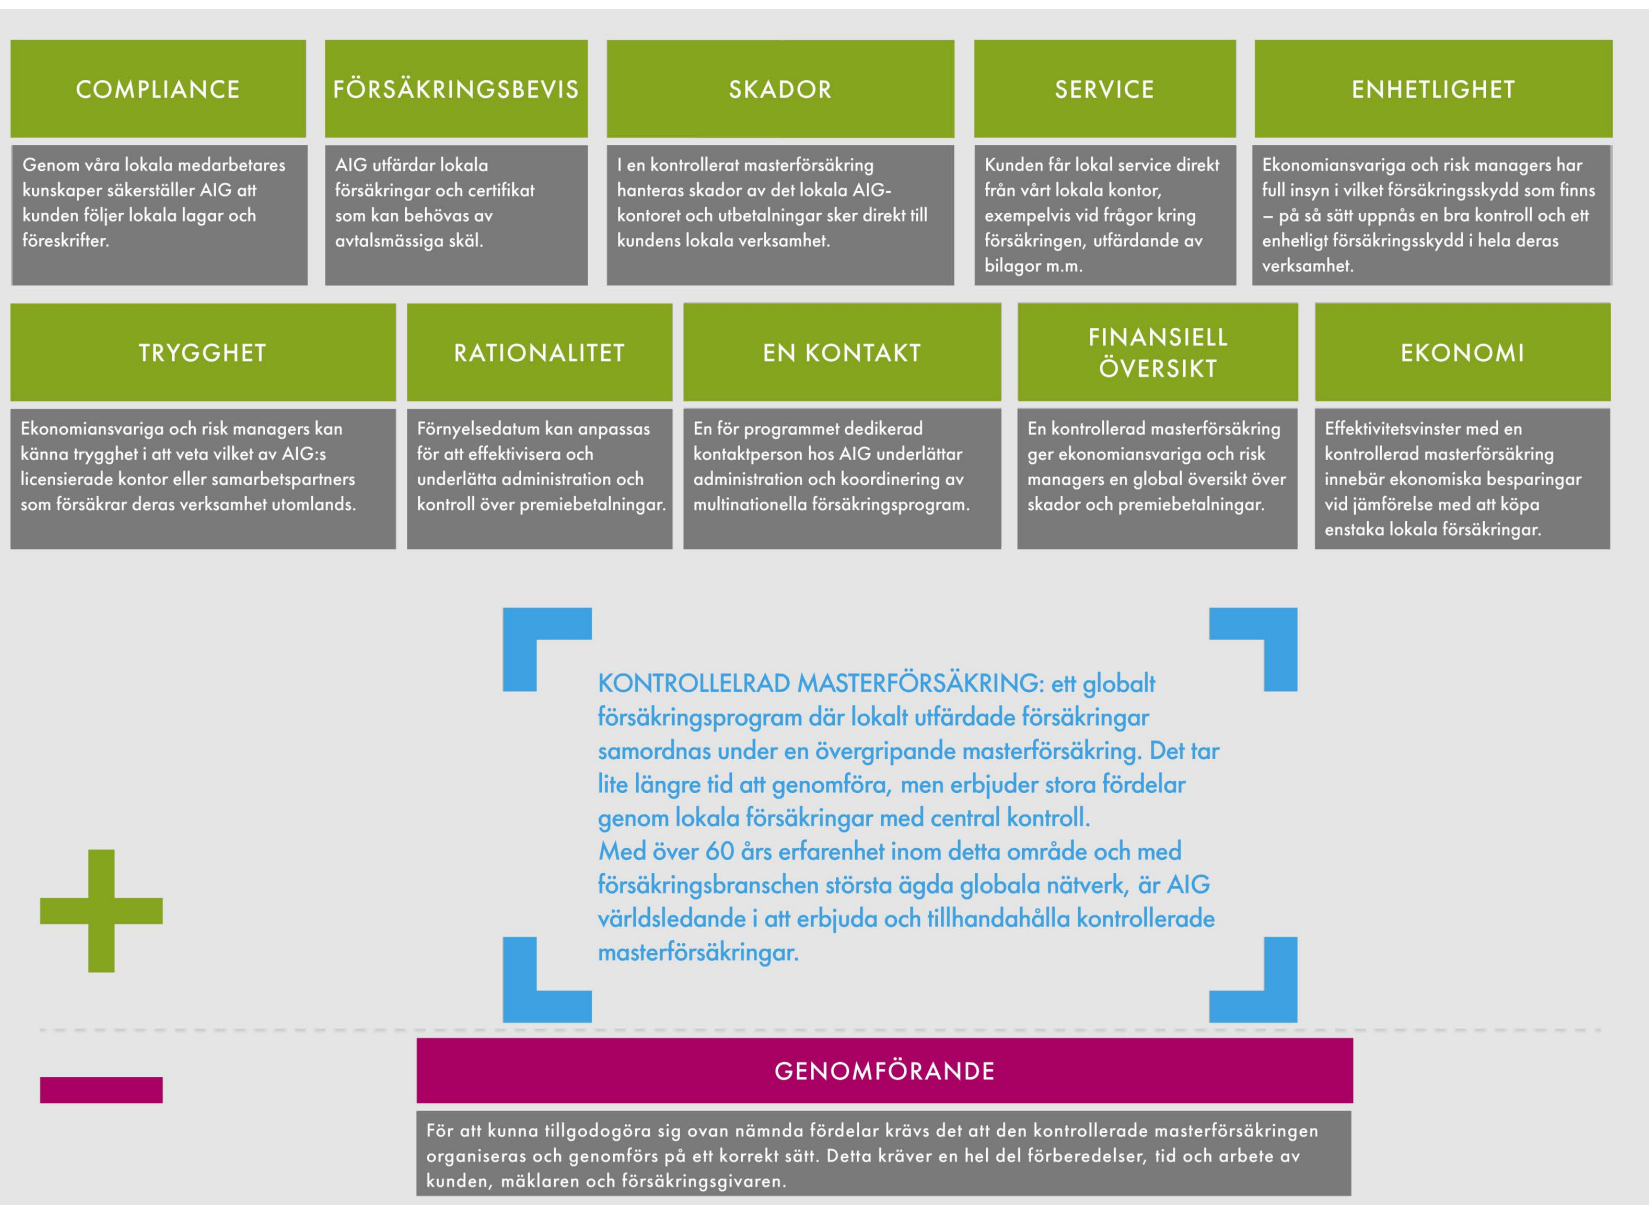 COMPLIANCE
Genom våra lokala medarbetares
kunskaper säkerställer AIG att
kunden följer lokala lagar och
föreskrifter.
FÖRSÄKRINGSBEVIS
AIG utfärdar lokala
försäkringar och certifikat
som kan behövas av
avtalsmässiga skäl.
SKADOR
I en kontrollerat masterförsäkring
hanteras skador av det lokala AIG-
kontoret och utbetalningar sker direkt till
kundens lokala verksamhet.
SERVICE
Kunden får lokal service direkt
från vårt lokala kontor,
exempelvis vid frågor kring
försäkringen, utfärdande av
bilagor m.m.
ENHETLIGHET
Ekonomiansvariga och risk managers har
full insyn i vilket försäkringsskydd som finns
– på så sätt uppnås en bra kontroll och ett
enhetligt försäkringsskydd i hela deras
verksamhet.
TRYGGHET
Ekonomiansvariga och risk managers kan
känna trygghet i att veta vilket av AIG:s
licensierade kontor eller samarbetspartners
som försäkrar deras verksamhet utomlands.
RATIONALITET
Förnyelsedatum kan anpassas
för att effektivisera och
underlätta administration och
kontroll över premiebetalningar.
EN KONTAKT
En för programmet dedikerad
kontaktperson hos AIG underlättar
administration och koordinering av
multinationella försäkringsprogram.
FINANSIELL
ÖVERSIKT
En kontrollerad masterförsäkring
ger ekonomiansvariga och risk
managers en global översikt över
skador och premiebetalningar.
EKONOMI
Effektivitetsvinster med en
kontrollerad masterförsäkring
innebär ekonomiska besparingar
vid jämförelse med att köpa
enstaka lokala försäkringar.
KONTROLLELRAD MASTERFÖRSÄKRING: ett globalt
försäkringsprogram där lokalt utfärdade försäkringar
samordnas under en övergripande masterförsäkring. Det tar
lite längre tid att genomföra, men erbjuder stora fördelar
genom lokala försäkringar med central kontroll.
Med över 60 års erfarenhet inom detta område och med
försäkringsbranschen största ägda globala nätverk, är AIG
världsledande i att erbjuda och tillhandahålla kontrollerade
masterförsäkringar.
GENOMFÖRANDE
För att kunna tillgodogöra sig ovan nämnda fördelar krävs det att den kontrollerade masterförsäkringen
organiseras och genomförs på ett korrekt sätt. Detta kräver en hel del förberedelser, tid och arbete av
kunden, mäklaren och försäkringsgivaren.